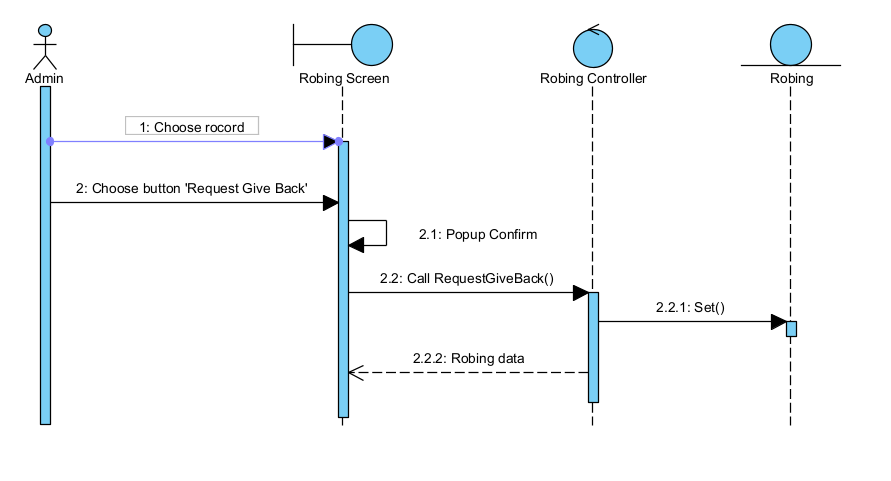 Admin
Robing Screen
Robing Controller
Robing
1: Choose rocord
2: Choose button 'Request Give Back'
2.1: Popup Confirm
2.2: Call RequestGiveBack()
2.2.1: Set()
2.2.2: Robing data